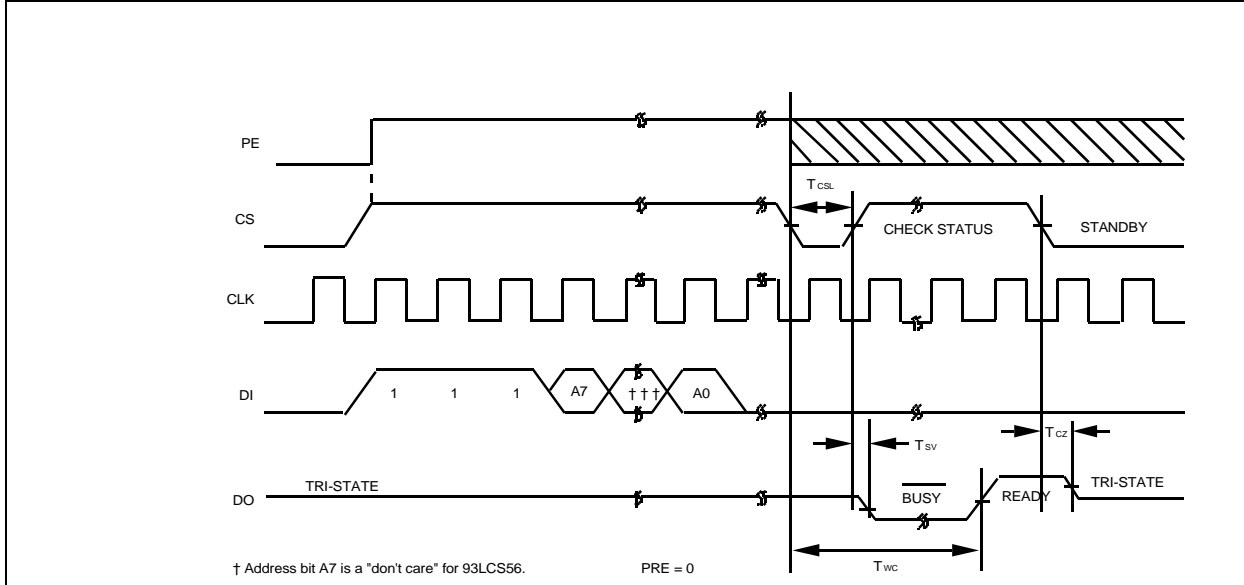 PE
TCSL
CS
CHECK STATUS
STANDBY
CLK
DI
1 1 1 A7 † † † A0
TSV
TCZ
DO
TRI-STATE
BUSY
READY
TRI-STATE
TWC
† Address bit A7 is a "don't care" for 93LCS56.
PRE = 0